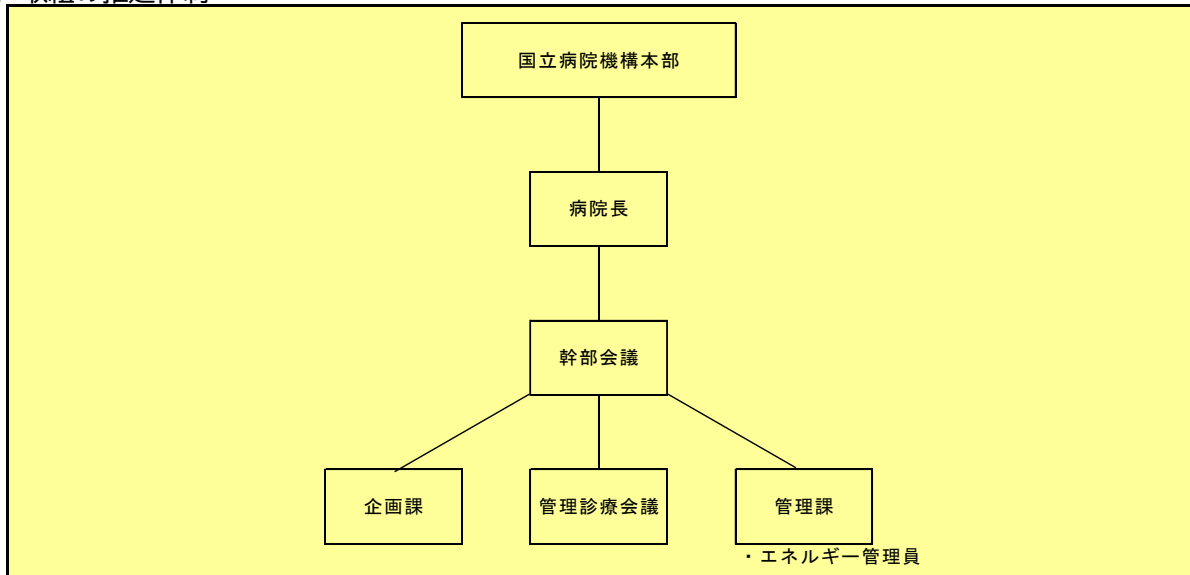 国立病院機構本部
病院長
幹部会議
企画課
管理診療会議
管理課
・エネルギー管理員